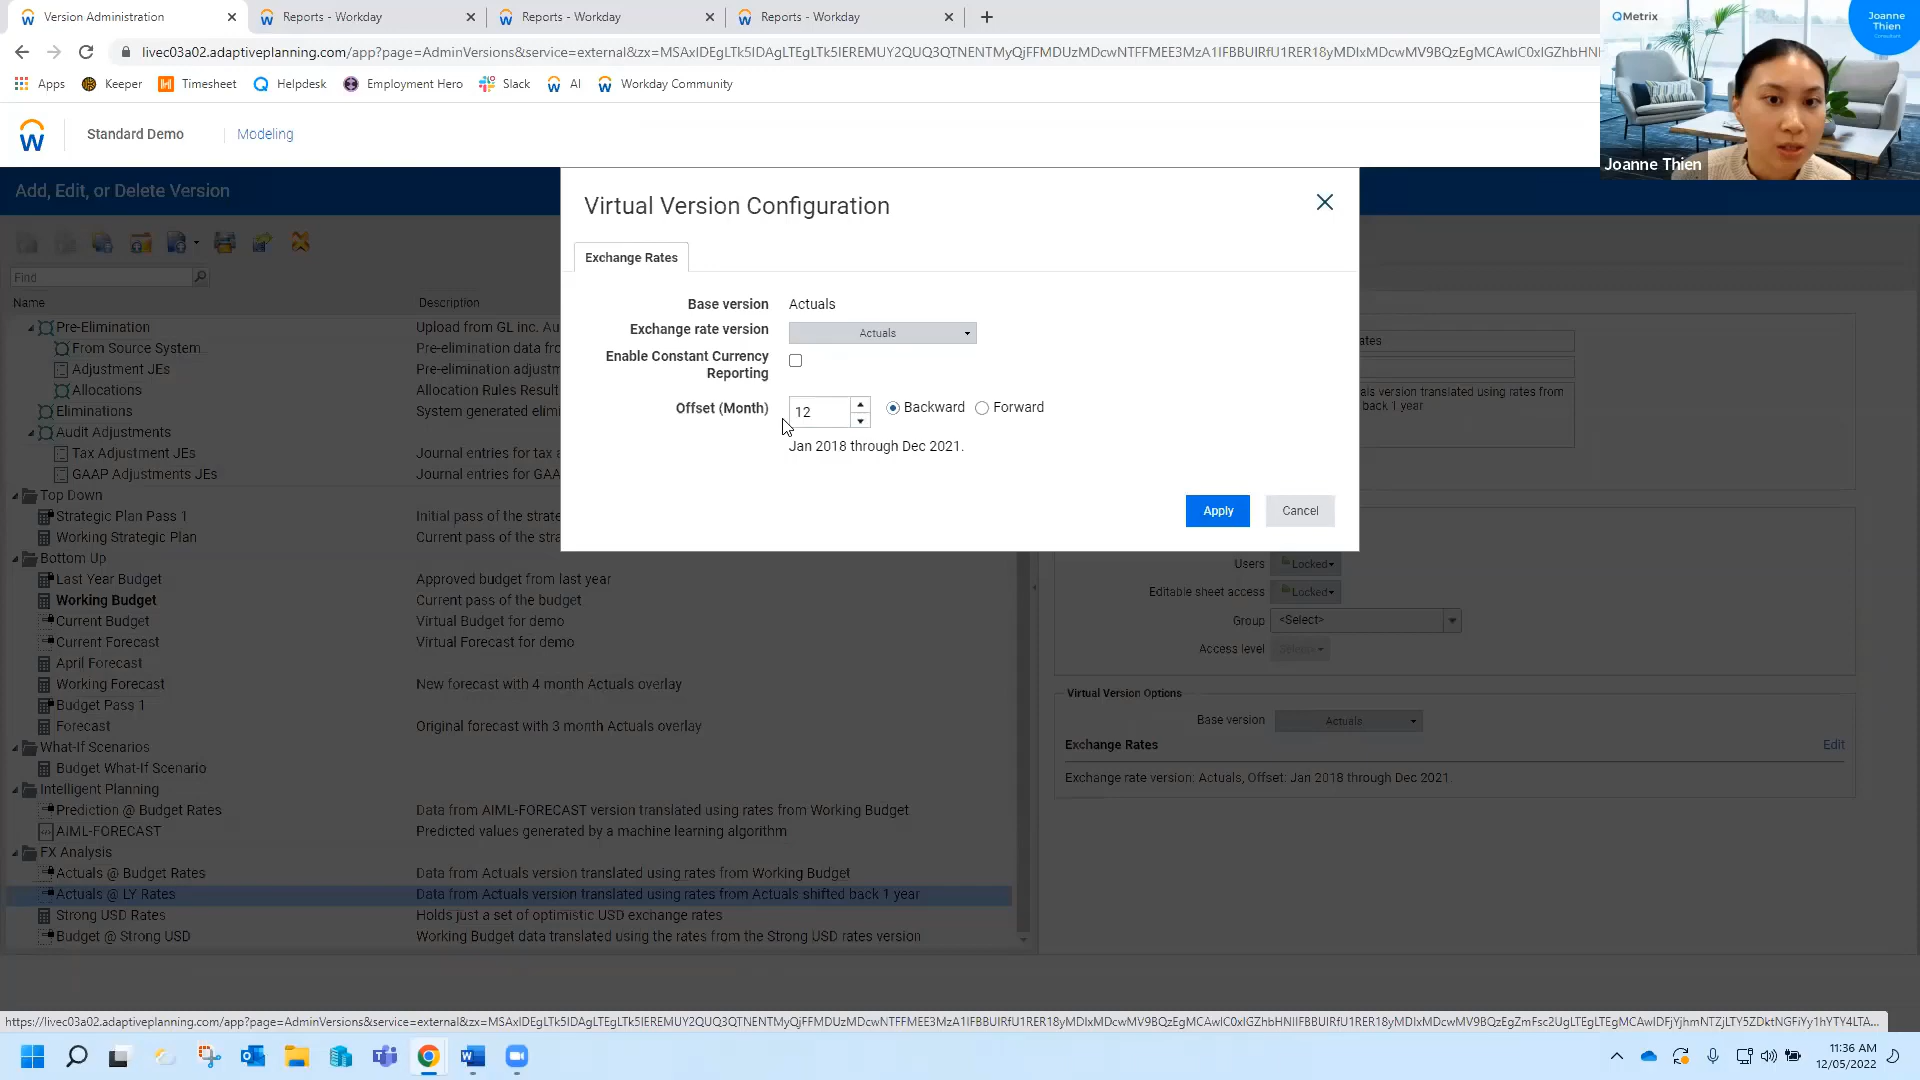 Version Administration
Reports - Workday
Reports - Workday
Reports - Workday
Apps
Keeper
Timesheet
Helpdesk
Employment Hero
Slack
AI
Workday Community
Standard Demo
Modeling
QMetrix
Joanne
Thien
Consultant
Joanne Thien
Add, Edit, or Delete Version
Find
Name
Description
Virtual Version Configuration
Exchange Rates
Base version
Actuals
Exchange rate version
Actuals
Enable Constant Currency
Reporting
Offset (Month)
12
Backward
Forward
Jan 2018 through Dec 2021.
Apply
Cancel
Pre-Elimination
Upload from GL inc. Au
From Source System
Pre-elimination data fro
Adjustment JEs
Pre-elimination adjustm
Allocations
Allocation Rules Result
Eliminations
System generated elimi
Audit Adjustments
Tax Adjustment JEs
Journal entries for tax
GAAP Adjustments JEs
Journal entries for GAA
Top Down
Strategic Plan Pass 1
Initial pass of the strate
Working Strategic Plan
Current pass of the stra
Bottom Up
Last Year Budget
Approved budget from last year
Working Budget
Current pass of the budget
Current Budget
Virtual Budget for demo
Current Forecast
Virtual Forecast for demo
April Forecast
Working Forecast
New forecast with 4 month Actuals overlay
Budget Pass 1
Forecast
Original forecast with 3 month Actuals overlay
What-If Scenarios
Budget What-If Scenario
Intelligent Planning
Prediction @ Budget Rates
Data from AIML-FORECAST version translated using rates from Working Budget
AIML-FORECAST
Predicted values generated by a machine learning algorithm
FX Analysis
Actuals @ Budget Rates
Data from Actuals version translated using rates from Working Budget
Actuals @ LY Rates
Data from Actuals version translated using rates from Actuals shifted back 1 year
Strong USD Rates
Holds just a set of optimistic USD exchange rates
Budget @ Strong USD
Working Budget data translated using the rates from the Strong USD rates version
ates
als version translated using rates from
back 1 year
Users
Locked
Editable sheet access
Locked
Group
<Select>
Access level
Virtual Version Options
Base version
Actuals
Exchange Rates
Edit
Exchange rate version: Actuals, Offset: Jan 2018 through Dec 2021.
11:36 AM
12/05/2022